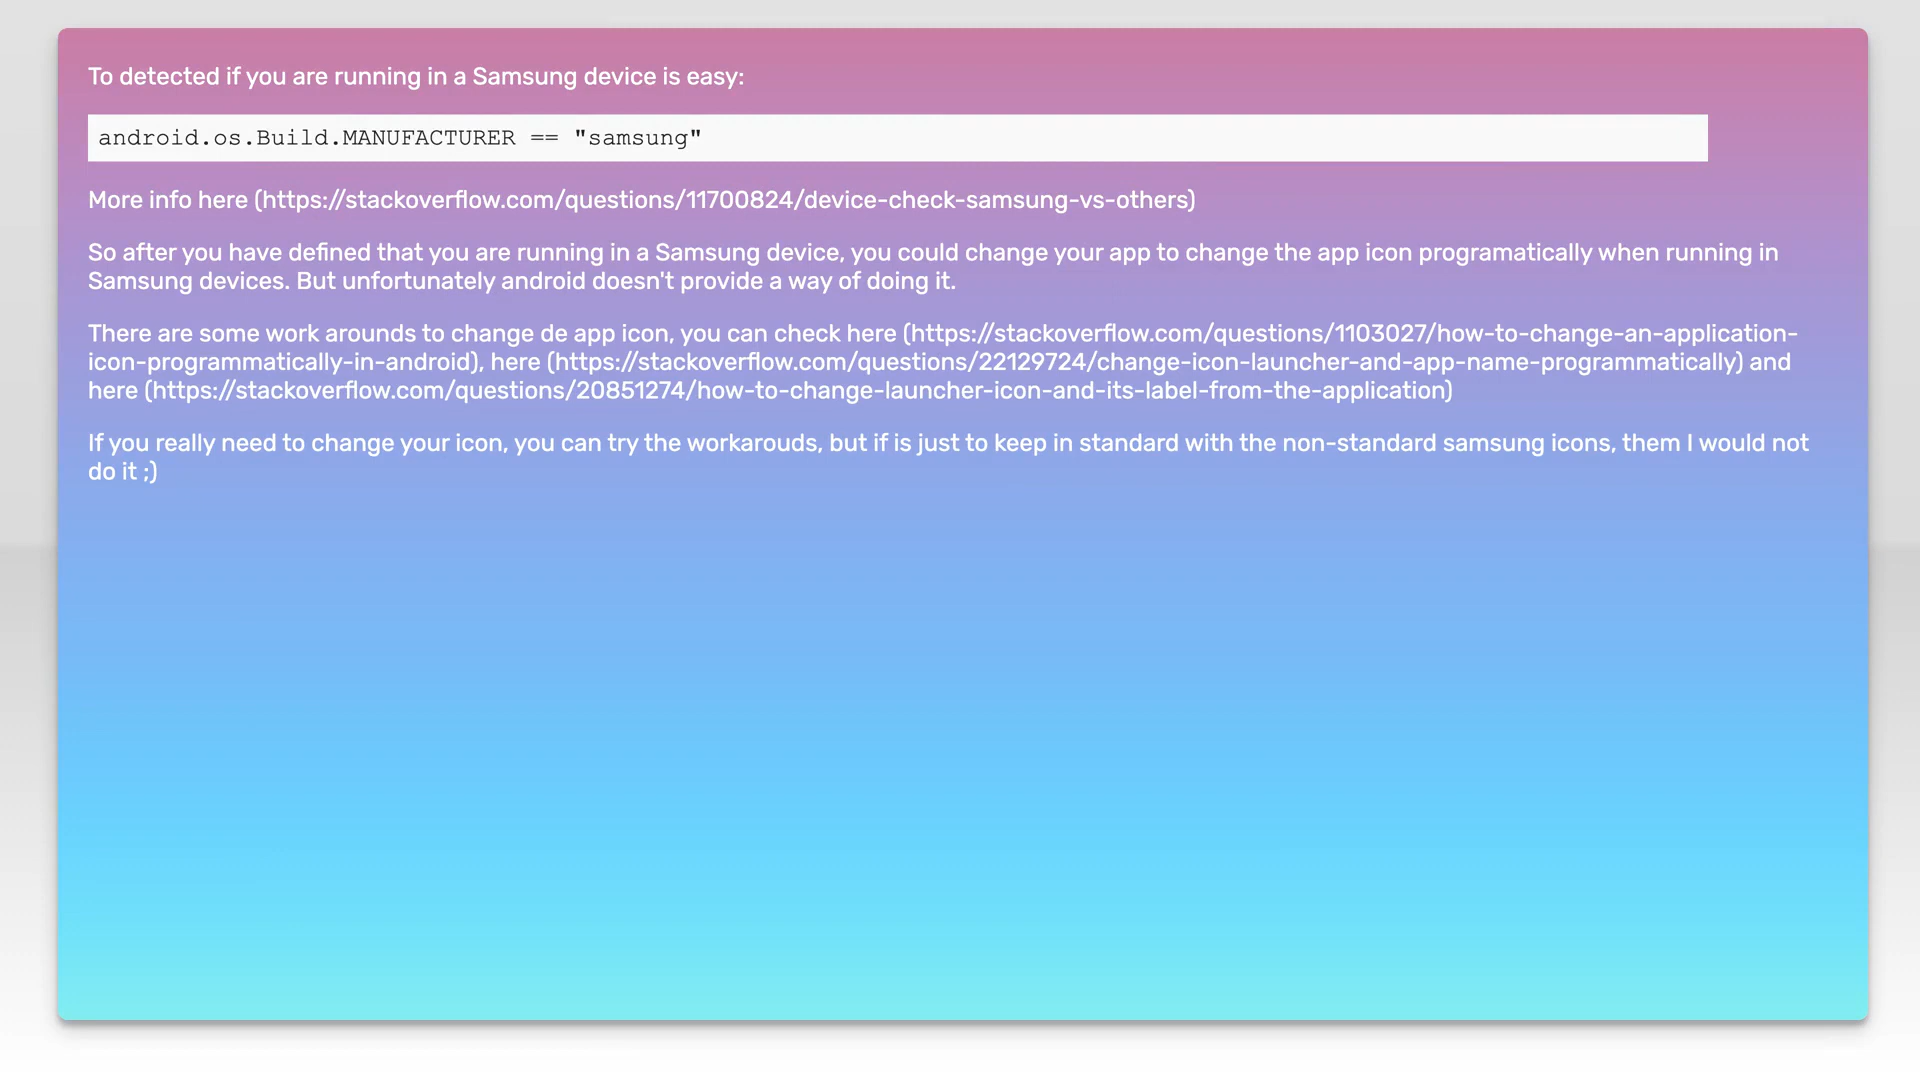 To detected if you are running in a Samsung device is easy:
android.os.Build.MANUFACTURER == "samsung"
More info here (https://stackoverflow.com/questions/11700824/device-check-samsung-vs-others)
So after you have defined that you are running in a Samsung device, you could change your app to change the app icon programatically when running in
Samsung devices. But unfortunately android doesn't provide a way of doing it.
There are some work arounds to change de app icon, you can check here (https://stackoverflow.com/questions/1103027/how-to-change-an-application-
icon-programmatically-in-android), here (https://stackoverflow.com/questions/22129724/change-icon-launcher-and-app-name-programmatically) and
here (https://stackoverflow.com/questions/20851274/how-to-change-launcher-icon-and-its-label-from-the-application)
If you really need to change your icon, you can try the workarouds, but if is just to keep in standard with the non-standard samsung icons, them I would not
do it ;)